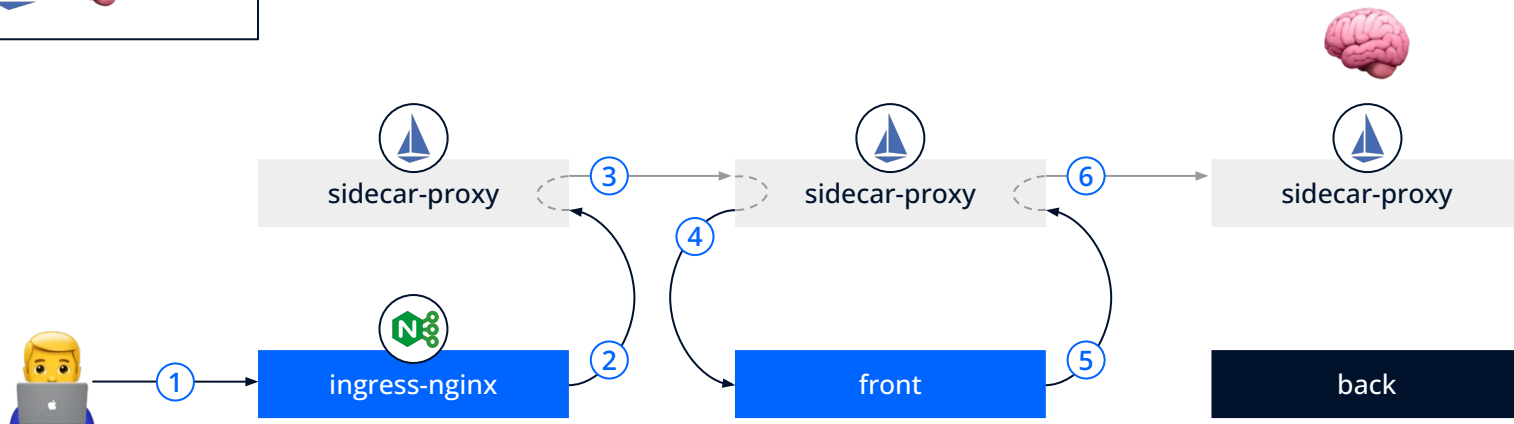 sidecar-proxy
3
sidecar-proxy
6
sidecar-proxy
4
N
1
ingress-nginx
2
front
5
back